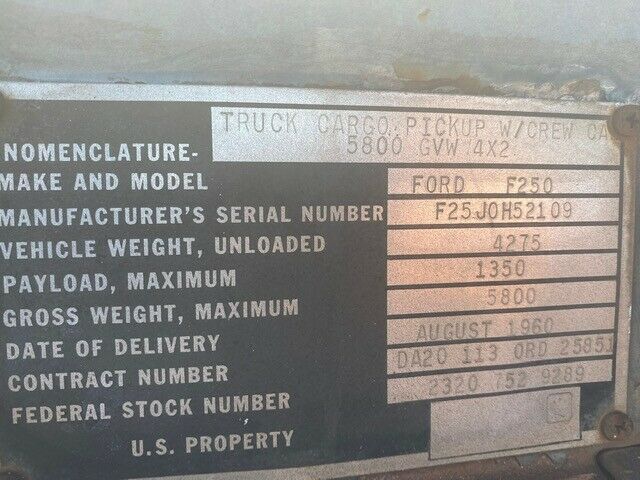 NOMENCLATURE- TRUCK CARGO: PICKUP W/CREW CA
5800 GVW 4X2
MAKE AND MODEL FORD F250
MANUFACTURER'S SERIAL NUMBER F25J0H52109
VEHICLE WEIGHT, UNLOADED 4275
PAYLOAD, MAXIMUM 1350
GROSS WEIGHT, MAXIMUM 5800
DATE OF DELIVERY AUGUST 1960
CONTRACT NUMBER DA20 113 ORD 25851
FEDERAL STOCK NUMBER 2320 752 9289
U.S. PROPERTY